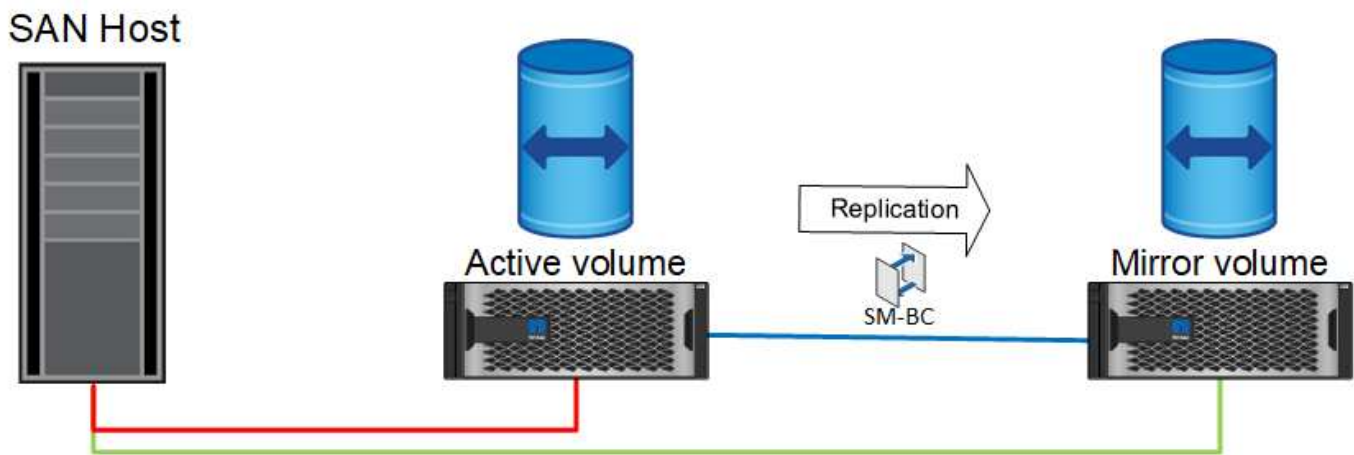 SAN Host
Replication
Active volume
Mirror volume
SM-BC